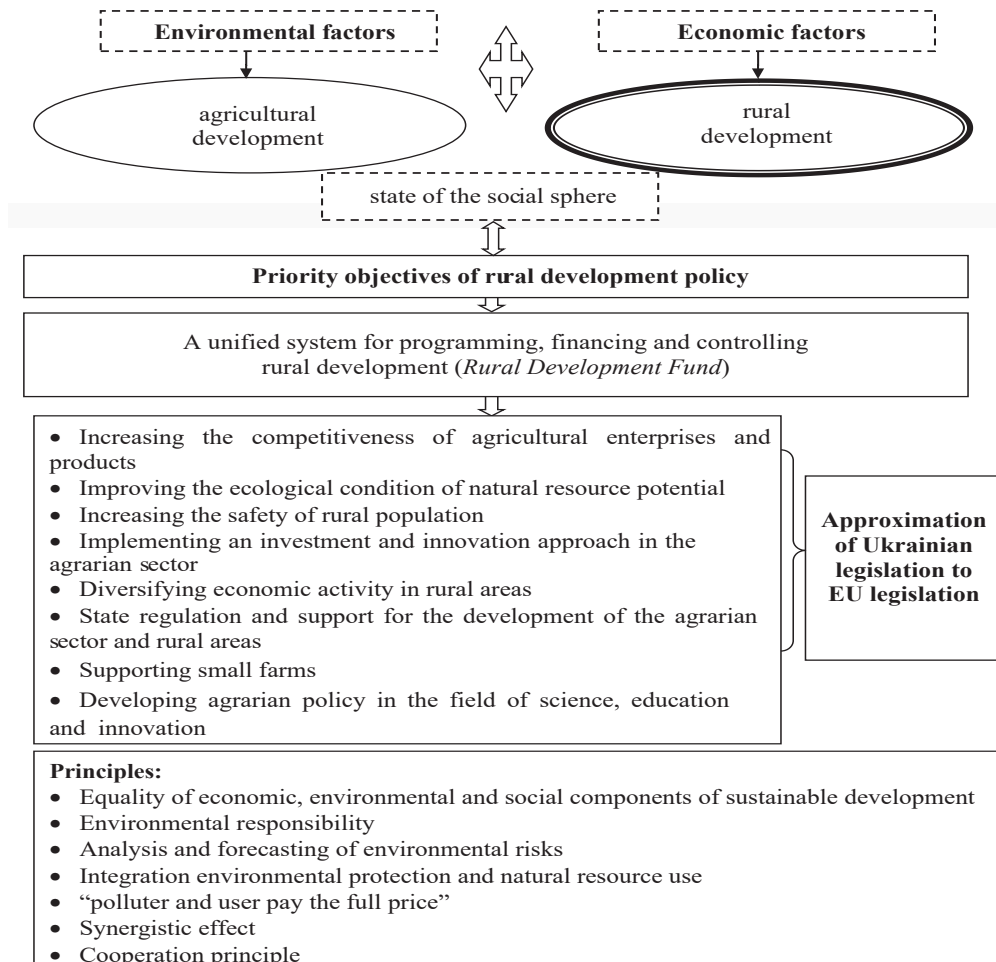 Environmental factors
Economic factors
agricultural
development
rural
development
state of the social sphere
Priority objectives of rural development policy
A unified system for programming, financing and controlling
rural development (Rural Development Fund)
• Increasing the competitiveness of agricultural enterprises and
products
• Improving the ecological condition of natural resource potential
• Increasing the safety of rural population
• Implementing an investment and innovation approach in the
agrarian sector
• Diversifying economic activity in rural areas
• State regulation and support for the development of the agrarian
sector and rural areas
• Supporting small farms
• Developing agrarian policy in the field of science, education
and innovation
Approximation
of Ukrainian
legislation to
EU legislation
Principles:
• Equality of economic, environmental and social components of sustainable development
• Environmental responsibility
• Analysis and forecasting of environmental risks
• Integration environmental protection and natural resource use
• “polluter and user pay the full price”
• Synergistic effect
• Cooperation principle